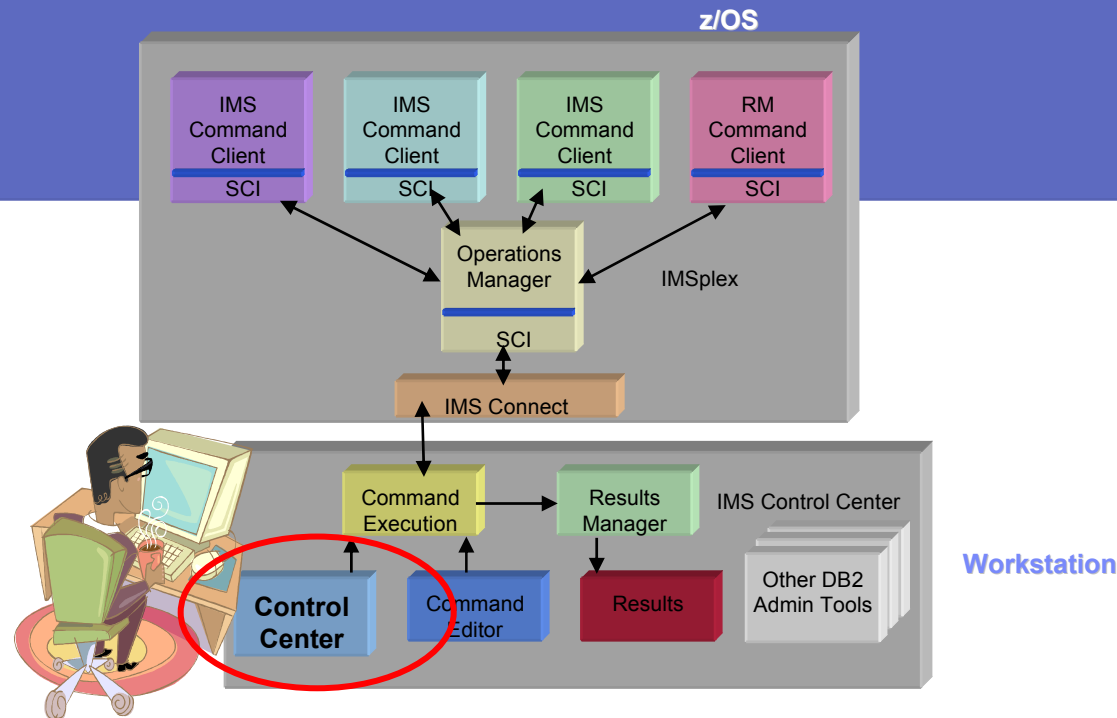 z/OS
IMS
Command
Client
SCI
IMS
Command
Client
SCI
IMS
Command
Client
SCI
RM
Command
Client
SCI
Operations
Manager
SCI
IMSplex
IMS Connect
Command
Execution
Results
Manager
IMS Control Center
Control
Center
Command
Editor
Results
Other DB2
Admin Tools
Workstation